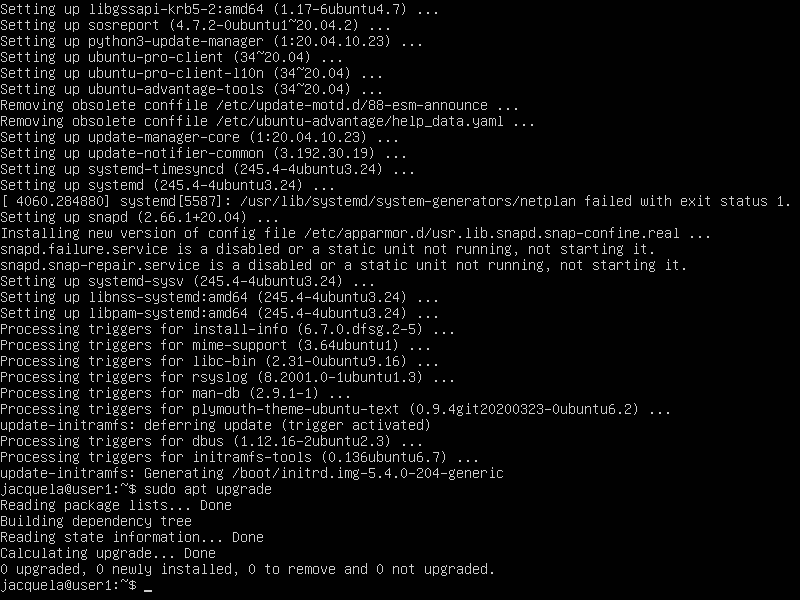 Setting up libgssapi-krb5-2:amd64 (1.17-6ubuntu4.7) ...
Setting up sosreport (4.7.2-0ubuntu1~20.04.2) ...
Setting up python3-update-manager (1:20.04.10.23) ...
Setting up ubuntu-pro-client (34~20.04) ...
Setting up ubuntu-pro-client-l10n (34~20.04) ...
Setting up ubuntu-advantage-tools (34~20.04) ...
Removing obsolete conffile /etc/update-motd.d/88-esm-announce ...
Removing obsolete conffile /etc/ubuntu-advantage/help_data.yaml ...
Setting up update-manager-core (1:20.04.10.23) ...
Setting up update-notifier-common (3.192.30.19) ...
Setting up systemd-timesyncd (245.4-4ubuntu3.24) ...
Setting up systemd (245.4-4ubuntu3.24) ...
[ 4060.284880] systemd[5587]: /usr/lib/systemd/system-generators/netplan failed with exit status 1.
Setting up snapd (2.66.1+20.04) ...
Installing new version of config file /etc/apparmor.d/usr.lib.snapd.snap-confine.real ...
snapd.failure.service is a disabled or a static unit not running, not starting it.
snapd.snap-repair.service is a disabled or a static unit not running, not starting it.
Setting up systemd-sysv (245.4-4ubuntu3.24) ...
Setting up libnss-systemd:amd64 (245.4-4ubuntu3.24) ...
Setting up libpam-systemd:amd64 (245.4-4ubuntu3.24) ...
Processing triggers for install-info (6.7.0.dfsg.2-5) ...
Processing triggers for mime-support (3.64ubuntu1) ...
Processing triggers for libc-bin (2.31-0ubuntu9.16) ...
Processing triggers for rsyslog (8.2001.0-1ubuntu1.3) ...
Processing triggers for man-db (2.9.1-1) ...
Processing triggers for plymouth-theme-ubuntu-text (0.9.4git20200323-0ubuntu6.2) ...
update-initramfs: deferring update (trigger activated)
Processing triggers for dbus (1.12.16-2ubuntu2.3) ...
Processing triggers for initramfs-tools (0.136ubuntu6.7) ...
update-initramfs: Generating /boot/initrd.img-5.4.0-204-generic
jacquela@user1:~$ sudo apt upgrade
Reading package lists... Done
Building dependency tree
Reading state information... Done
Calculating upgrade... Done
0 upgraded, 0 newly installed, 0 to remove and 0 not upgraded.
jacquela@user1:~$ _